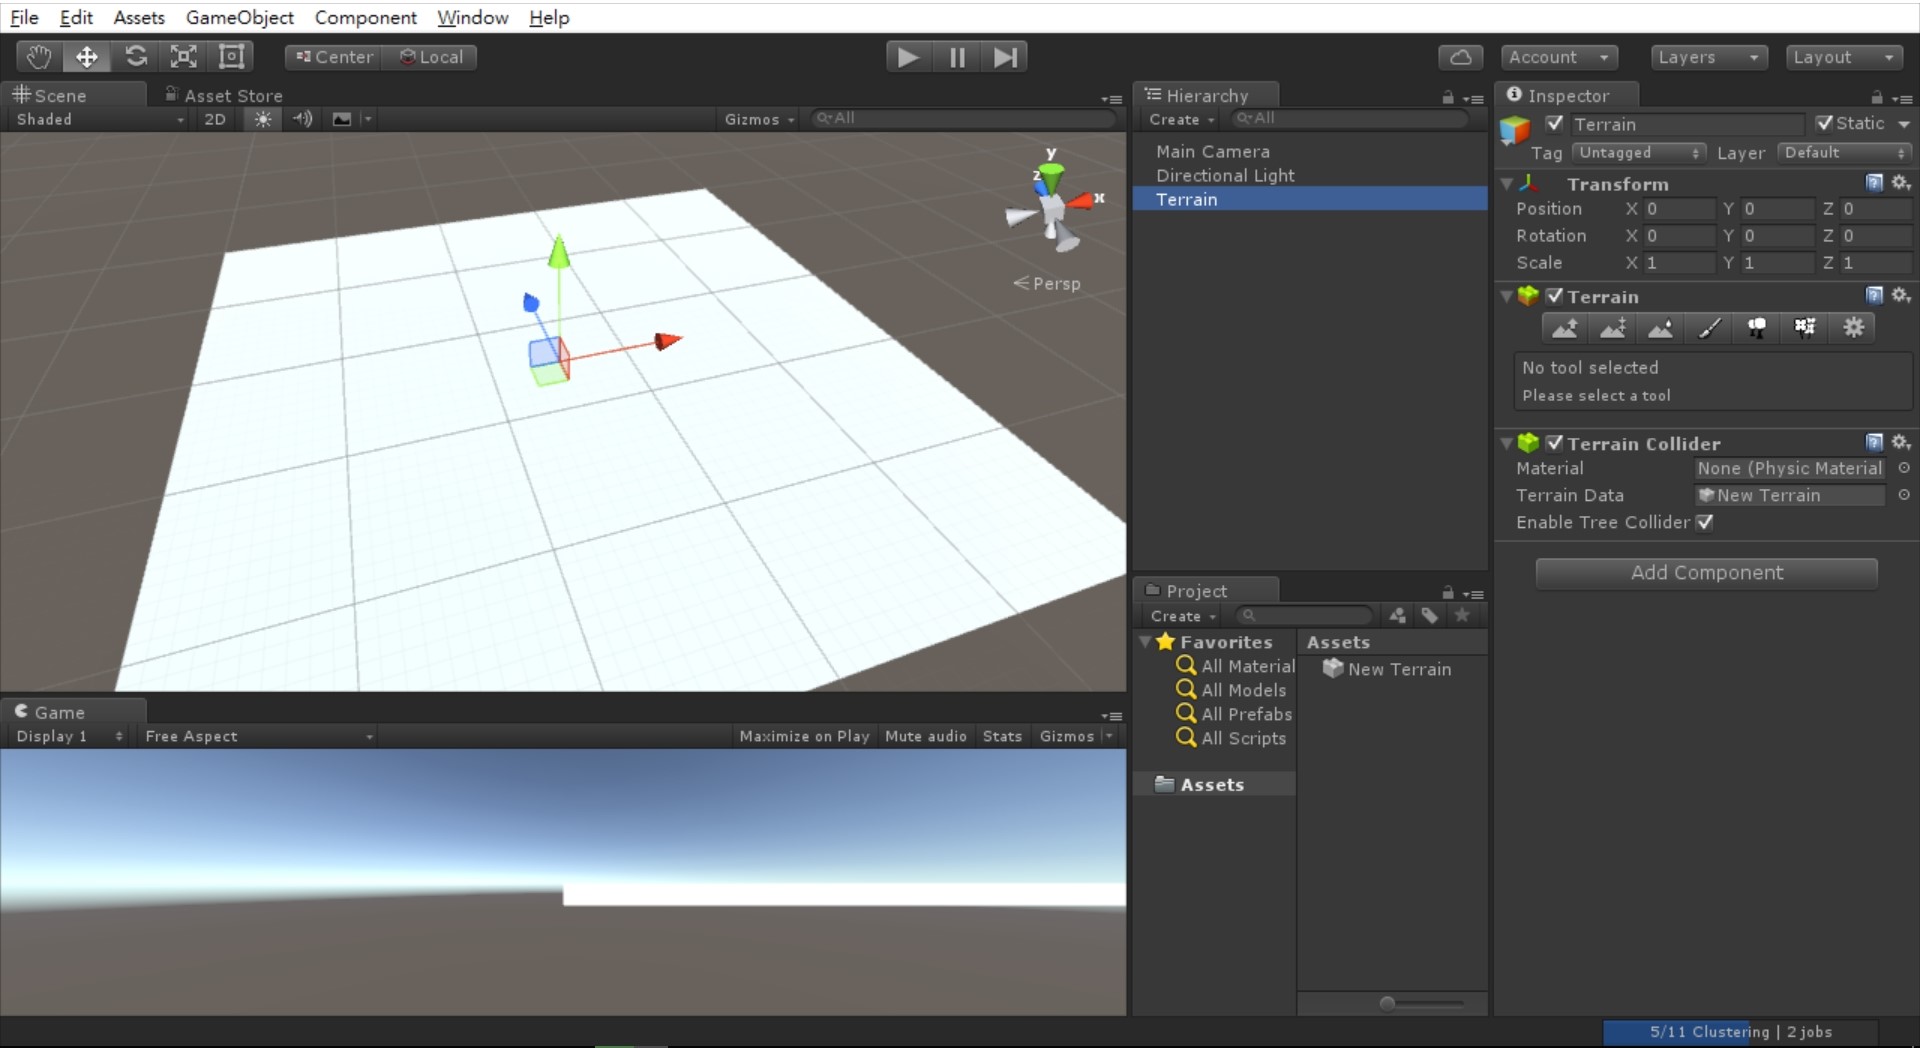 File Edit Assets GameObject Component Window Help
Center Local
Account Layers Layout
Scene Asset Store
Shaded 2D Gizmos All
y
z
x
Persp
Game
Display 1 Free Aspect Maximize on Play Mute audio Stats Gizmos
Hierarchy
Create All
Main Camera
Directional Light
Terrain
Project
Create
Favorites
All Material
All Models
All Prefabs
All Scripts
Assets
Assets
New Terrain
Inspector
Terrain Static
Tag Untagged Layer Default
Transform
Position X 0 Y 0 Z 0
Rotation X 0 Y 0 Z 0
Scale X 1 Y 1 Z 1
Terrain
No tool selected
Please select a tool
Terrain Collider
Material None (Physic Material
Terrain Data New Terrain
Enable Tree Collider
Add Component
5/11 Clustering | 2 jobs